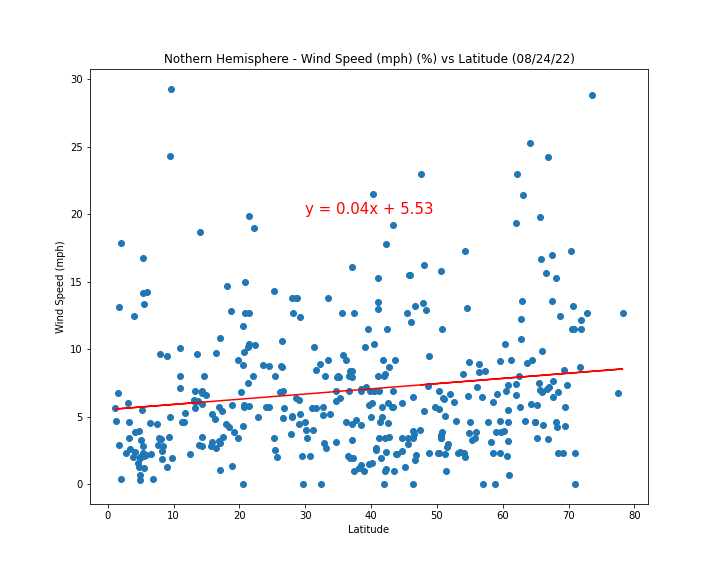 Nothern Hemisphere - Wind Speed (mph) (%) vs Latitude (08/24/22)
30
25
20
15
10
5
0
Wind Speed (mph)
y = 0.04x + 5.53
0 10 20 30 40 50 60 70 80
Latitude